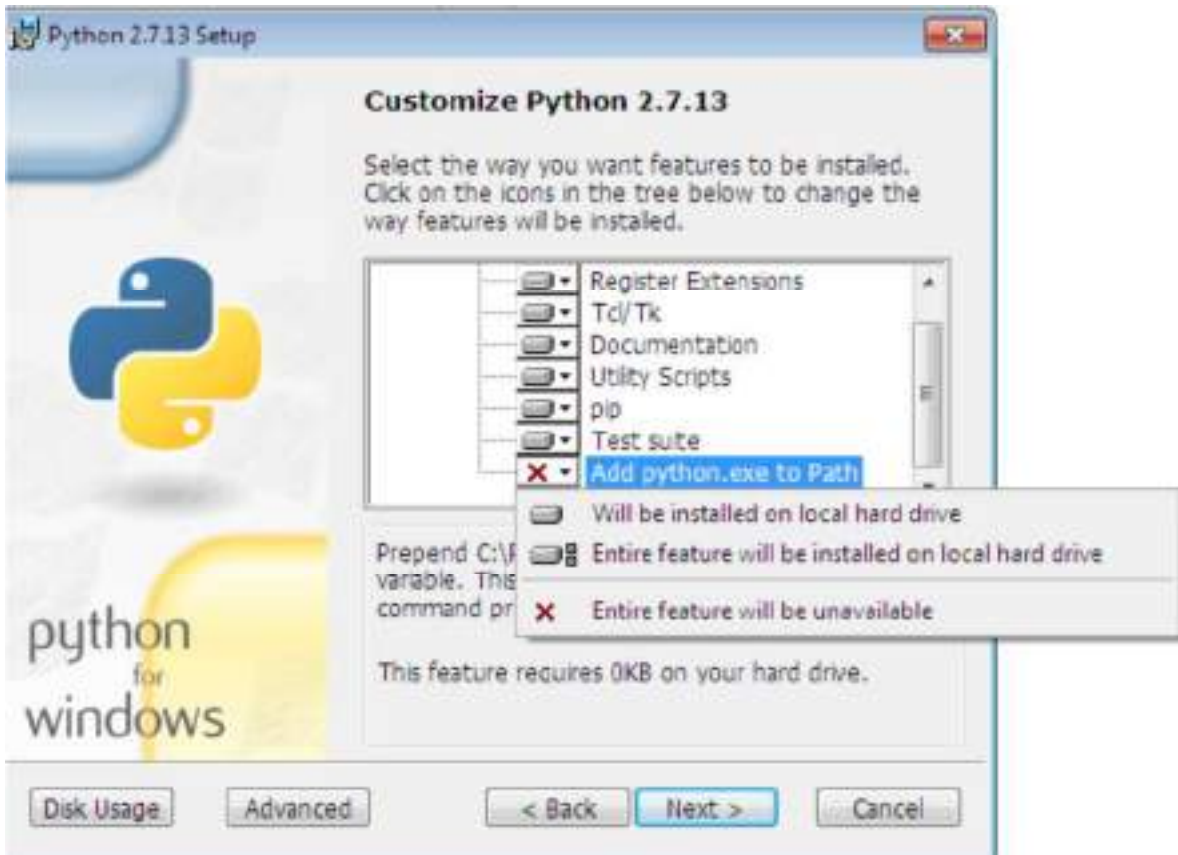 Python 2.7.13 Setup
Customize Python 2.7.13
Select the way you want features to be installed.
Click on the icons in the tree below to change the
way features will be installed.
Register Extensions
Tcl/Tk
Documentation
Utility Scripts
pip
Test suite
Add python.exe to Path
Will be installed on local hard drive
Entire feature will be installed on local hard drive
Entire feature will be unavailable
Prepend C:\
varable. This
command pr
This feature requires 0KB on your hard drive.
python
for
windows
Disk Usage
Advanced
< Back
Next >
Cancel